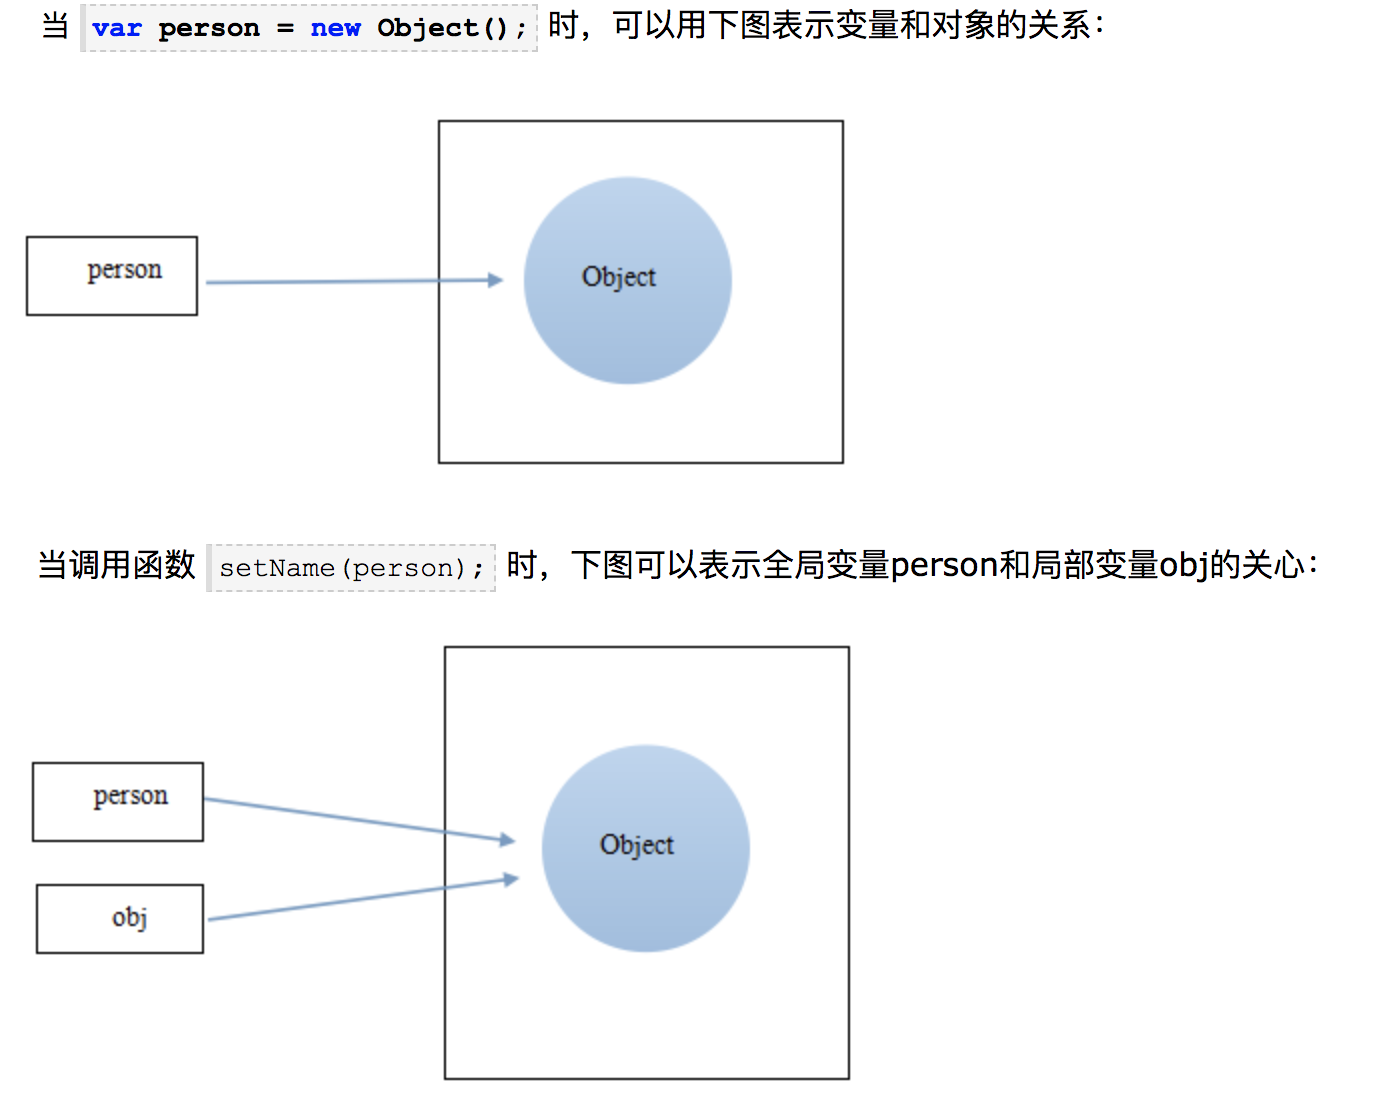 当 var person = new Object(); 时，可以用下图表示变量和对象的关系：
person
Object
当调用函数 setName(person); 时，下图可以表示全局变量person和局部变量obj的关心：
person
Object
obj